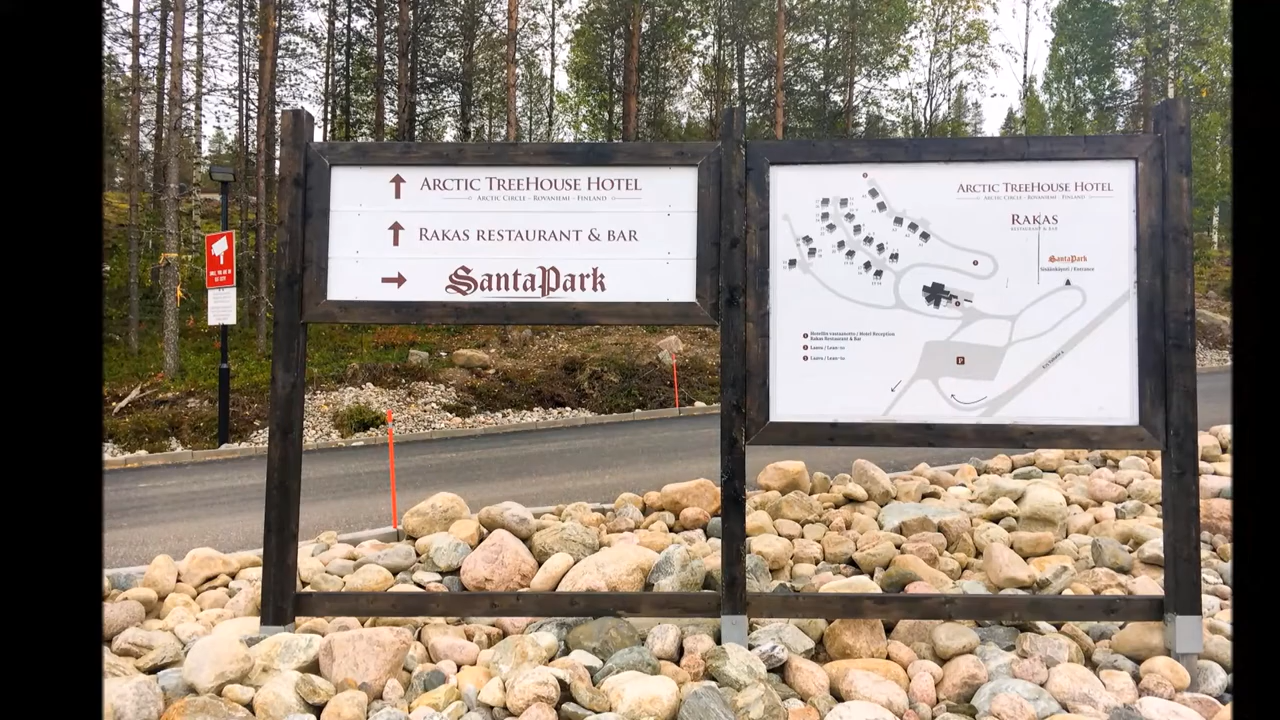 ARCTIC TREEHOUSE HOTEL
ARCTIC CIRCLE - ROVANIEMI - FINLAND
RAKAS RESTAURANT & BAR
SantaPark
ARCTIC TREEHOUSE HOTEL
ARCTIC CIRCLE - ROVANIEMI - FINLAND
RAKAS
RESTAURANT & BAR
SantaPark
Sisäänkäynti / Entrance
P
Hotellin vastaanotto / Hotel Reception
Rakas Restaurant & Bar
Laavu / Lean-to
Laavu / Lean-to